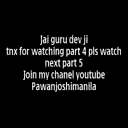 Jai guru dev ji
tnx for watching part 4 pls watch
next part 5
Join my chanel youtube
Pawanjoshimanila